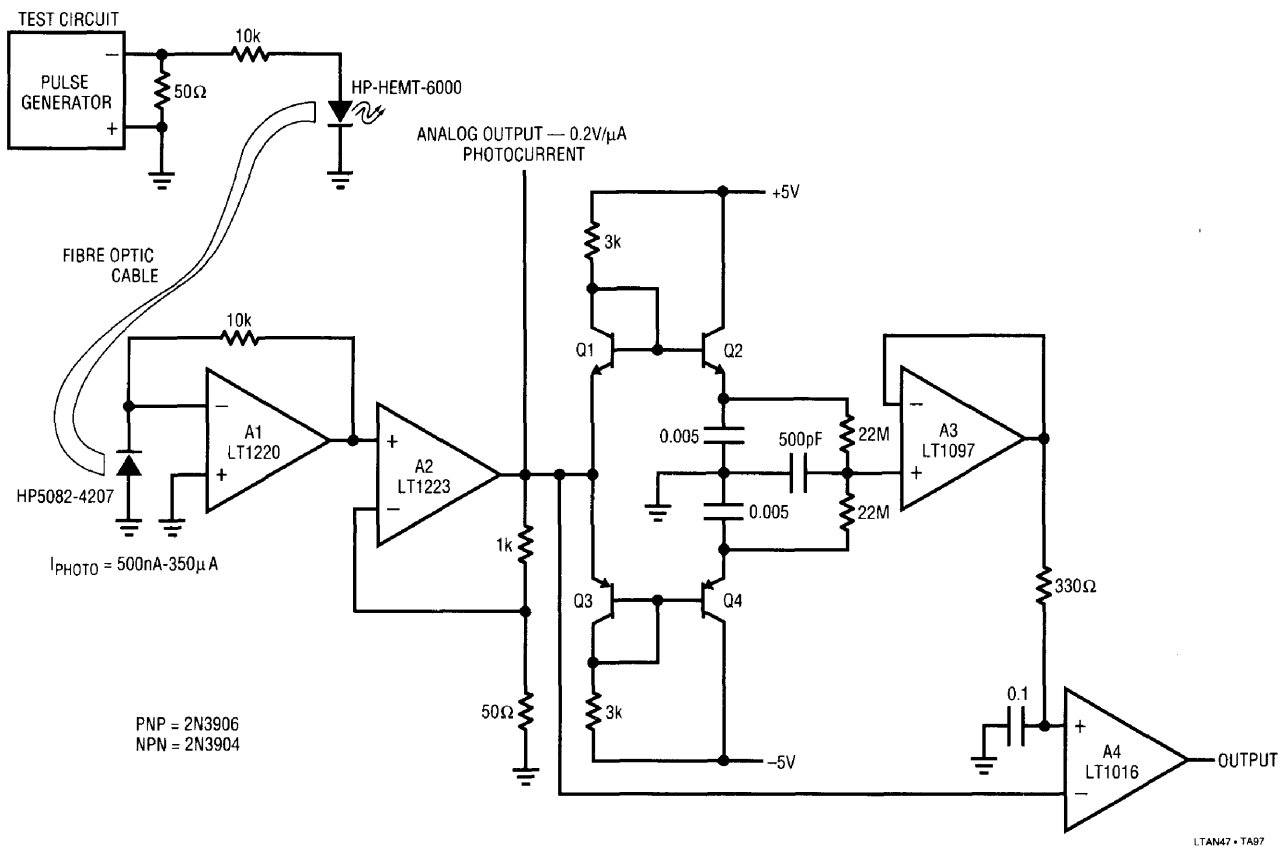 TEST CIRCUIT
PULSE
GENERATOR
−
+
50Ω
10k
HP-HEMT-6000
ANALOG OUTPUT — 0.2V/µA
PHOTOCURRENT
+5V
3k
FIBRE OPTIC
CABLE
10k
Q1
Q2
−
+
A1
LT1220
HP5082-4207
IPHOTO = 500nA-350µA
+
−
A2
LT1223
0.005
500pF
22M
0.005
22M
−
+
A3
LT1097
1k
Q3
Q4
330Ω
50Ω
3k
−5V
PNP = 2N3906
NPN = 2N3904
0.1
+
−
A4
LT1016
OUTPUT
LTAN47 • TA97